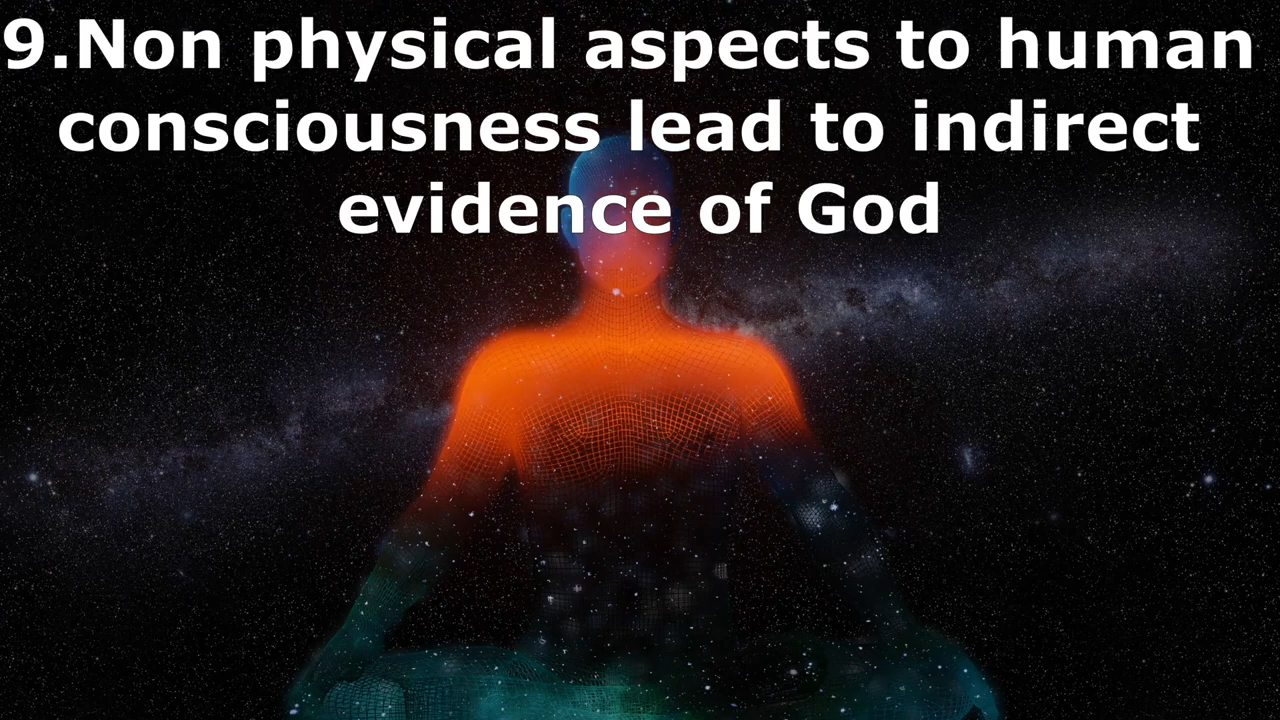 9.Non physical aspects to human
consciousness lead to indirect
evidence of God